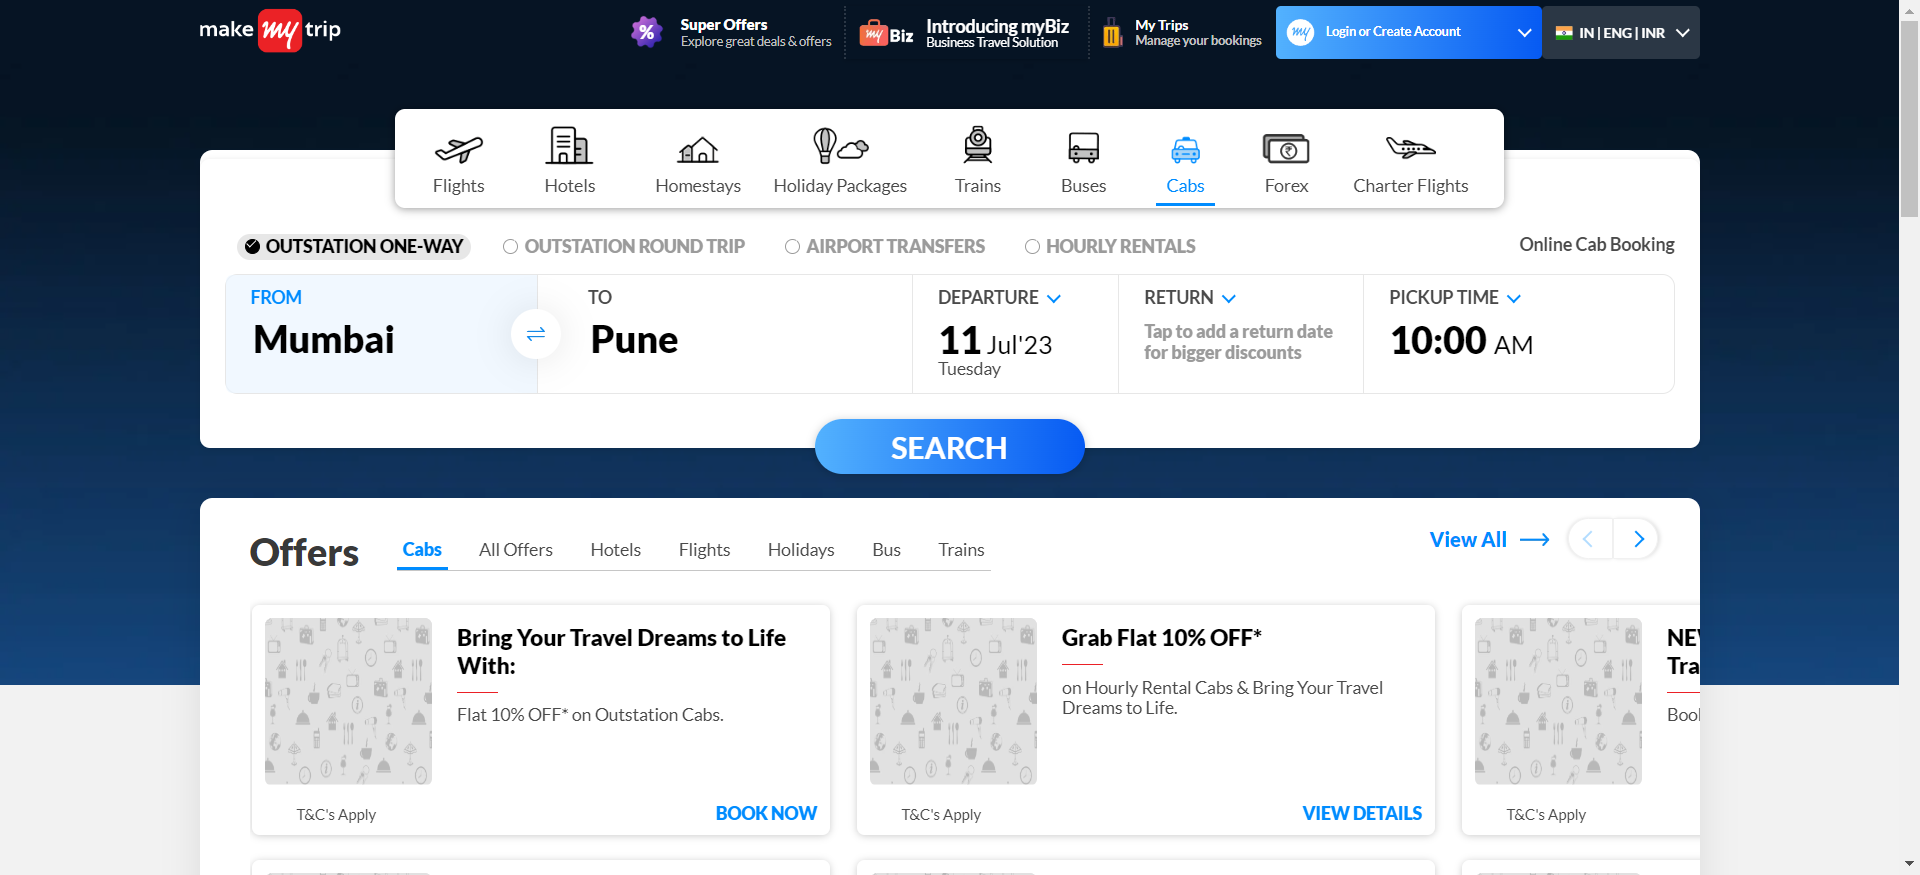 make my trip
%
Super Offers
Explore great deals & offers
my Biz
Introducing myBiz
Business Travel Solution
My Trips
Manage your bookings
my
Login or Create Account
IN | ENG | INR
Flights
Hotels
Homestays
Holiday Packages
Trains
Buses
Cabs
Forex
Charter Flights
OUTSTATION ONE-WAY
OUTSTATION ROUND TRIP
AIRPORT TRANSFERS
HOURLY RENTALS
Online Cab Booking
FROM
Mumbai
TO
Pune
DEPARTURE
11 Jul'23
Tuesday
RETURN
Tap to add a return date
for bigger discounts
PICKUP TIME
10:00 AM
SEARCH
Offers
Cabs
All Offers
Hotels
Flights
Holidays
Bus
Trains
View All
Bring Your Travel Dreams to Life
With:
Flat 10% OFF* on Outstation Cabs.
T&C's Apply
BOOK NOW
Grab Flat 10% OFF*
on Hourly Rental Cabs & Bring Your Travel
Dreams to Life.
T&C's Apply
VIEW DETAILS
T&C's Apply